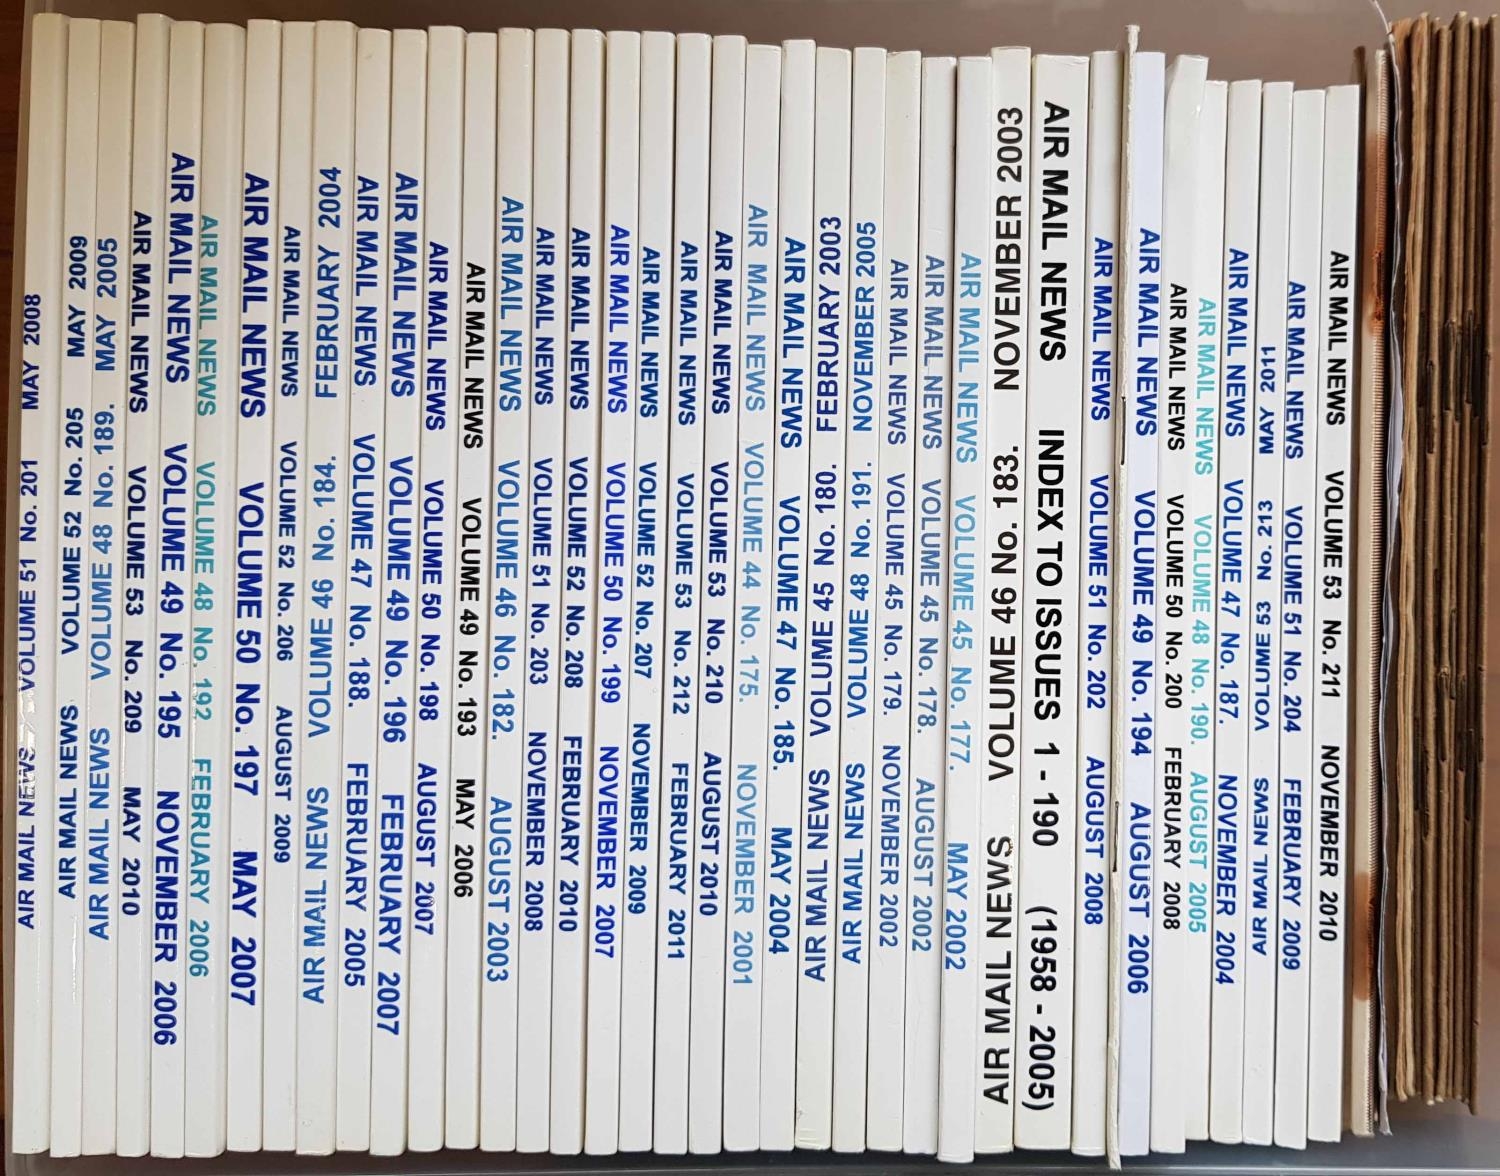 AIR MAIL NEWS VOLUME 51 No. 201 MAY 2008
AIR MAIL NEWS VOLUME 52 No. 205 MAY 2009
AIR MAIL NEWS VOLUME 48 No. 189. MAY 2005
AIR MAIL NEWS VOLUME 53 No. 209 MAY 2010
AIR MAIL NEWS VOLUME 49 No. 195 NOVEMBER 2006
AIR MAIL NEWS VOLUME 48 No. 192 FEBRUARY 2006
AIR MAIL NEWS VOLUME 50 No. 197 MAY 2007
AIR MAIL NEWS VOLUME 52 No. 206 AUGUST 2009
AIR MAIL NEWS VOLUME 46 No. 184. FEBRUARY 2004
AIR MAIL NEWS VOLUME 47 No. 188. FEBRUARY 2005
AIR MAIL NEWS VOLUME 49 No. 196 FEBRUARY 2007
AIR MAIL NEWS VOLUME 50 No. 198 AUGUST 2007
AIR MAIL NEWS VOLUME 49 No. 193 MAY 2006
AIR MAIL NEWS VOLUME 46 No. 182. AUGUST 2003
AIR MAIL NEWS VOLUME 51 No. 203 NOVEMBER 2008
AIR MAIL NEWS VOLUME 52 No. 208 FEBRUARY 2010
AIR MAIL NEWS VOLUME 50 No. 199 NOVEMBER 2007
AIR MAIL NEWS VOLUME 52 No. 207 NOVEMBER 2009
AIR MAIL NEWS VOLUME 53 No. 212 FEBRUARY 2011
AIR MAIL NEWS VOLUME 53 No. 210 AUGUST 2010
AIR MAIL NEWS VOLUME 44 No. 175. NOVEMBER 2001
AIR MAIL NEWS VOLUME 47 No. 185. MAY 2004
AIR MAIL NEWS VOLUME 45 No. 180. FEBRUARY 2003
AIR MAIL NEWS VOLUME 48 No. 191. NOVEMBER 2005
AIR MAIL NEWS VOLUME 45 No. 179. NOVEMBER 2002
AIR MAIL NEWS VOLUME 45 No. 178. AUGUST 2002
AIR MAIL NEWS VOLUME 45 No. 177. MAY 2002
AIR MAIL NEWS VOLUME 46 No. 183. NOVEMBER 2003
AIR MAIL NEWS INDEX TO ISSUES 1 - 190 (1958 - 2005)
AIR MAIL NEWS VOLUME 51 No. 202 AUGUST 2008
AIR MAIL NEWS VOLUME 49 No. 194 AUGUST 2006
AIR MAIL NEWS VOLUME 50 No. 200 FEBRUARY 2008
AIR MAIL NEWS VOLUME 48 No. 190. AUGUST 2005
AIR MAIL NEWS VOLUME 47 No. 187. NOVEMBER 2004
AIR MAIL NEWS VOLUME 53 No. 213 MAY 2011
AIR MAIL NEWS VOLUME 51 No. 204 FEBRUARY 2009
AIR MAIL NEWS VOLUME 53 No. 211 NOVEMBER 2010